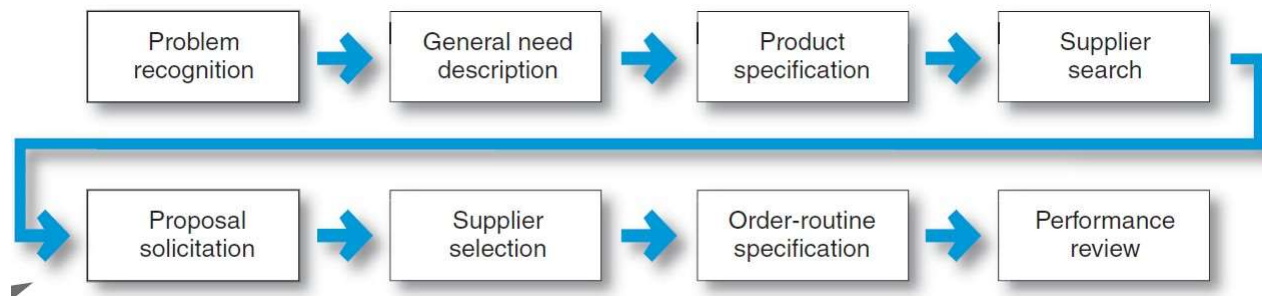 Problem
recognition
General need
description
Product
specification
Supplier
search
Proposal
solicitation
Supplier
selection
Order-routine
specification
Performance
review